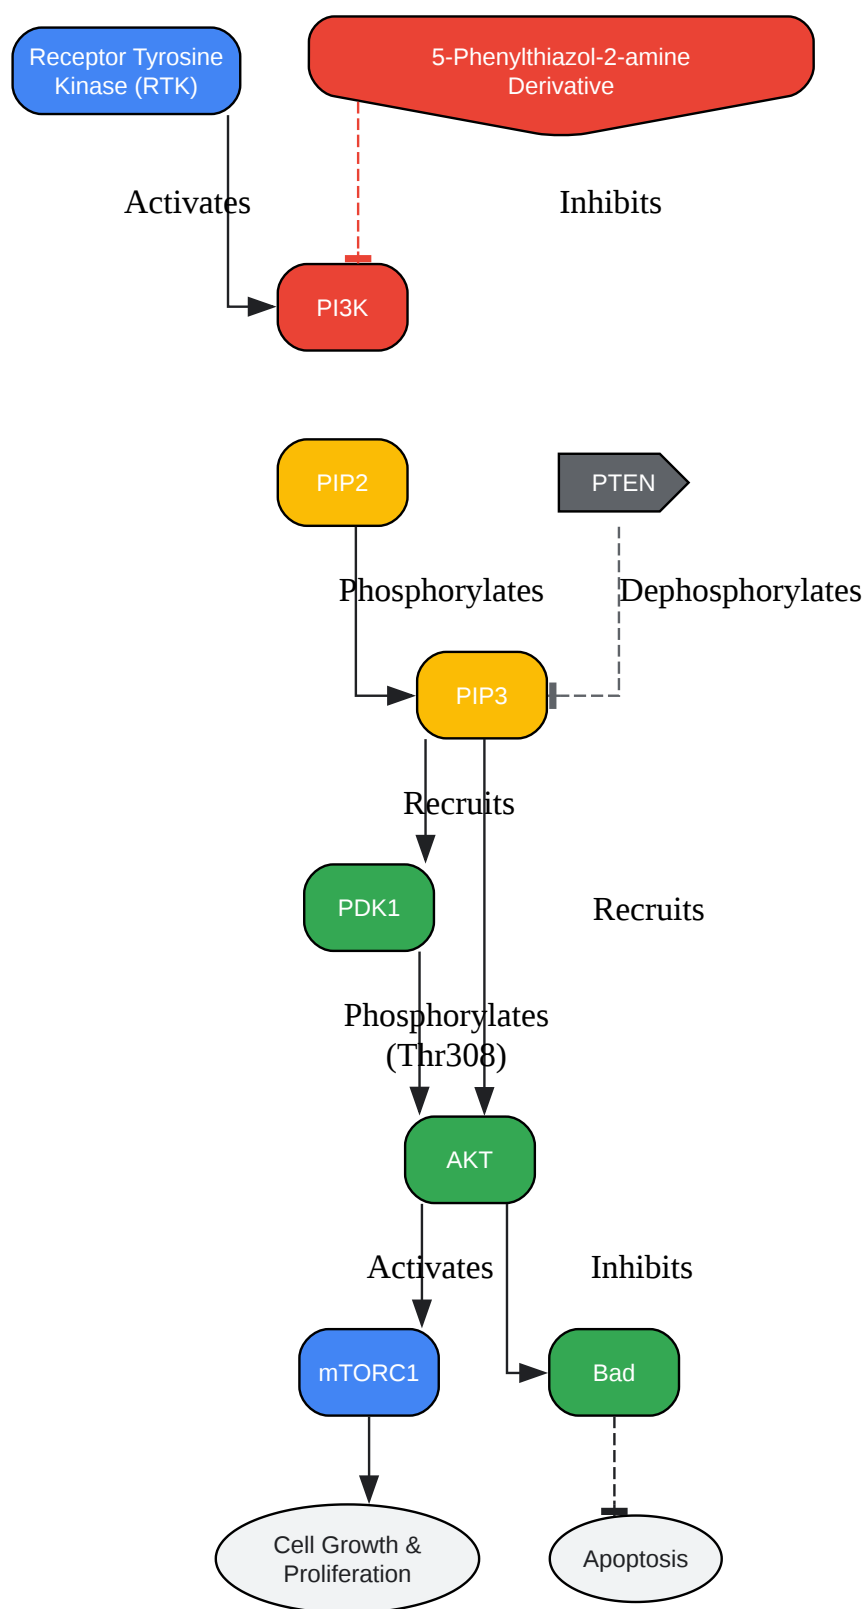 Receptor Tyrosine
Kinase (RTK)
5-Phenylthiazol-2-amine
Derivative
Activates
Inhibits
PI3K
PIP2
PTEN
Phosphorylates
Dephosphorylates
PIP3
Recruits
PDK1
Recruits
Phosphorylates
(Thr308)
AKT
Activates
Inhibits
mTORC1
Bad
Cell Growth &
Proliferation
Apoptosis